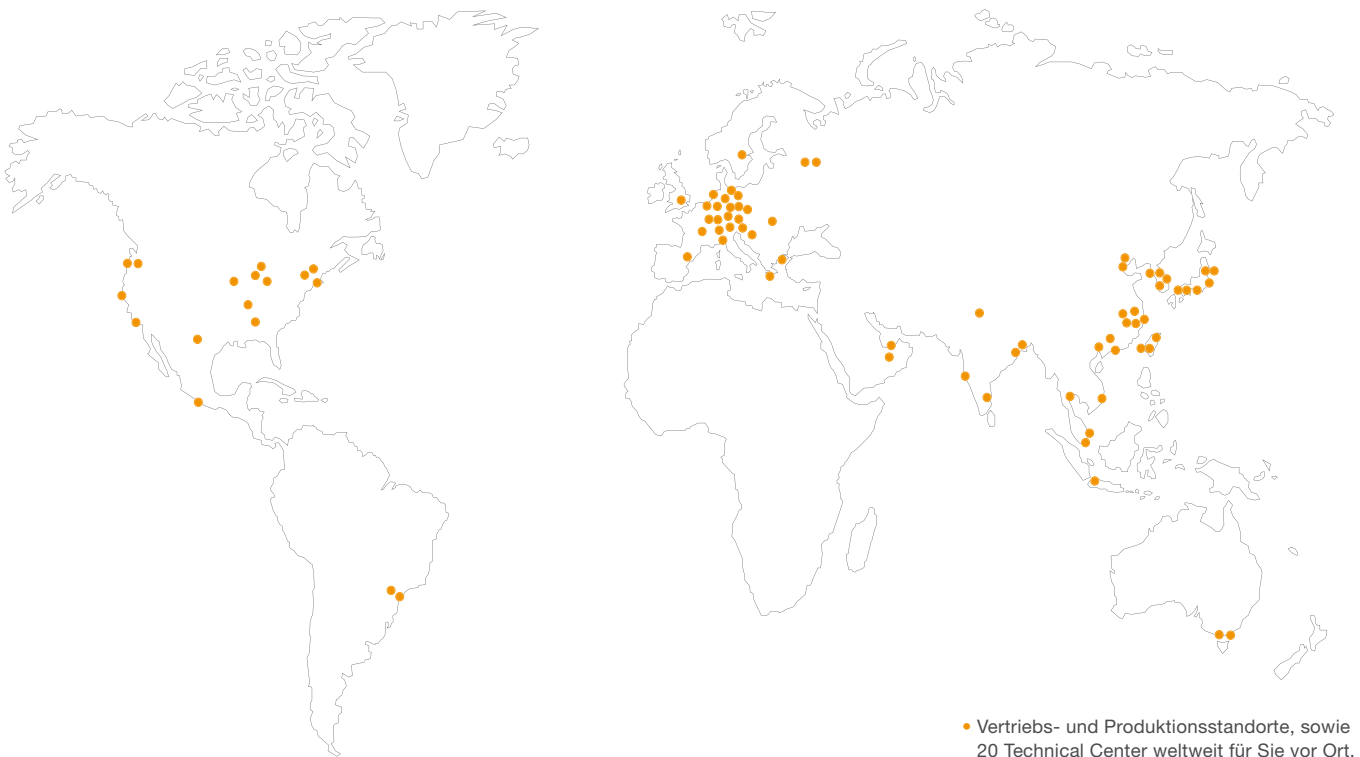 Vertriebs- und Produktionsstandorte, sowie
20 Technical Center weltweit für Sie vor Ort.